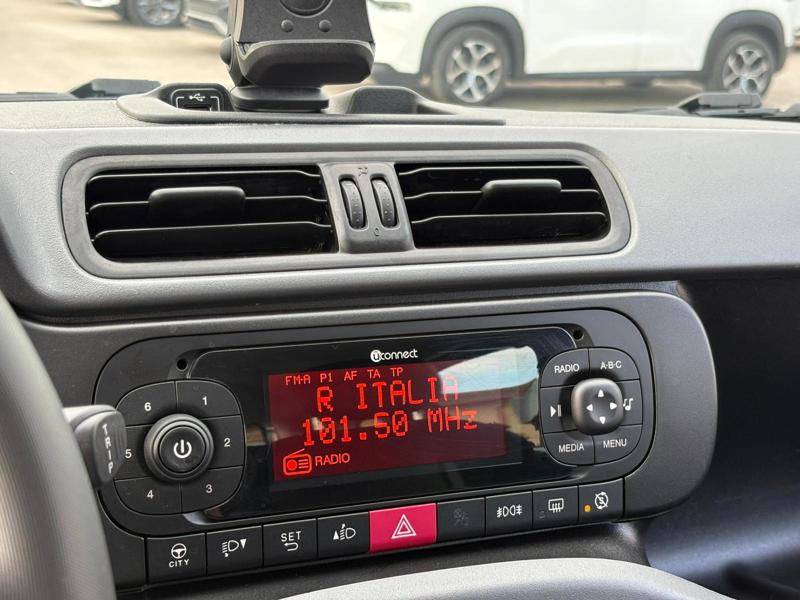 uconnect
FM-A P1 AF TA TP
R ITALIA
101.50 MHz
RADIO
6 1
5 2
4 3
TRIP
RADIO A-B-C
MEDIA MENU
CITY
SET
0